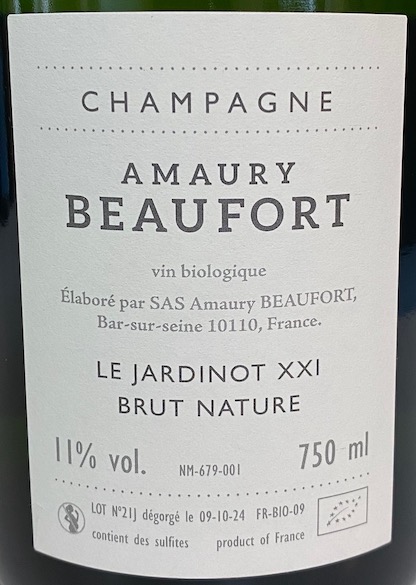 CHAMPAGNE
AMAURY
BEAUFORT
vin biologique
Élaboré par SAS Amaury BEAUFORT,
Bar-sur-seine 10110, France.
LE JARDINOT XXI
BRUT NATURE
11% vol. NM-679-001 750 ml
LOT N°21J dégorgé le 09-10-24 FR-BIO-09
contient des sulfites product of France